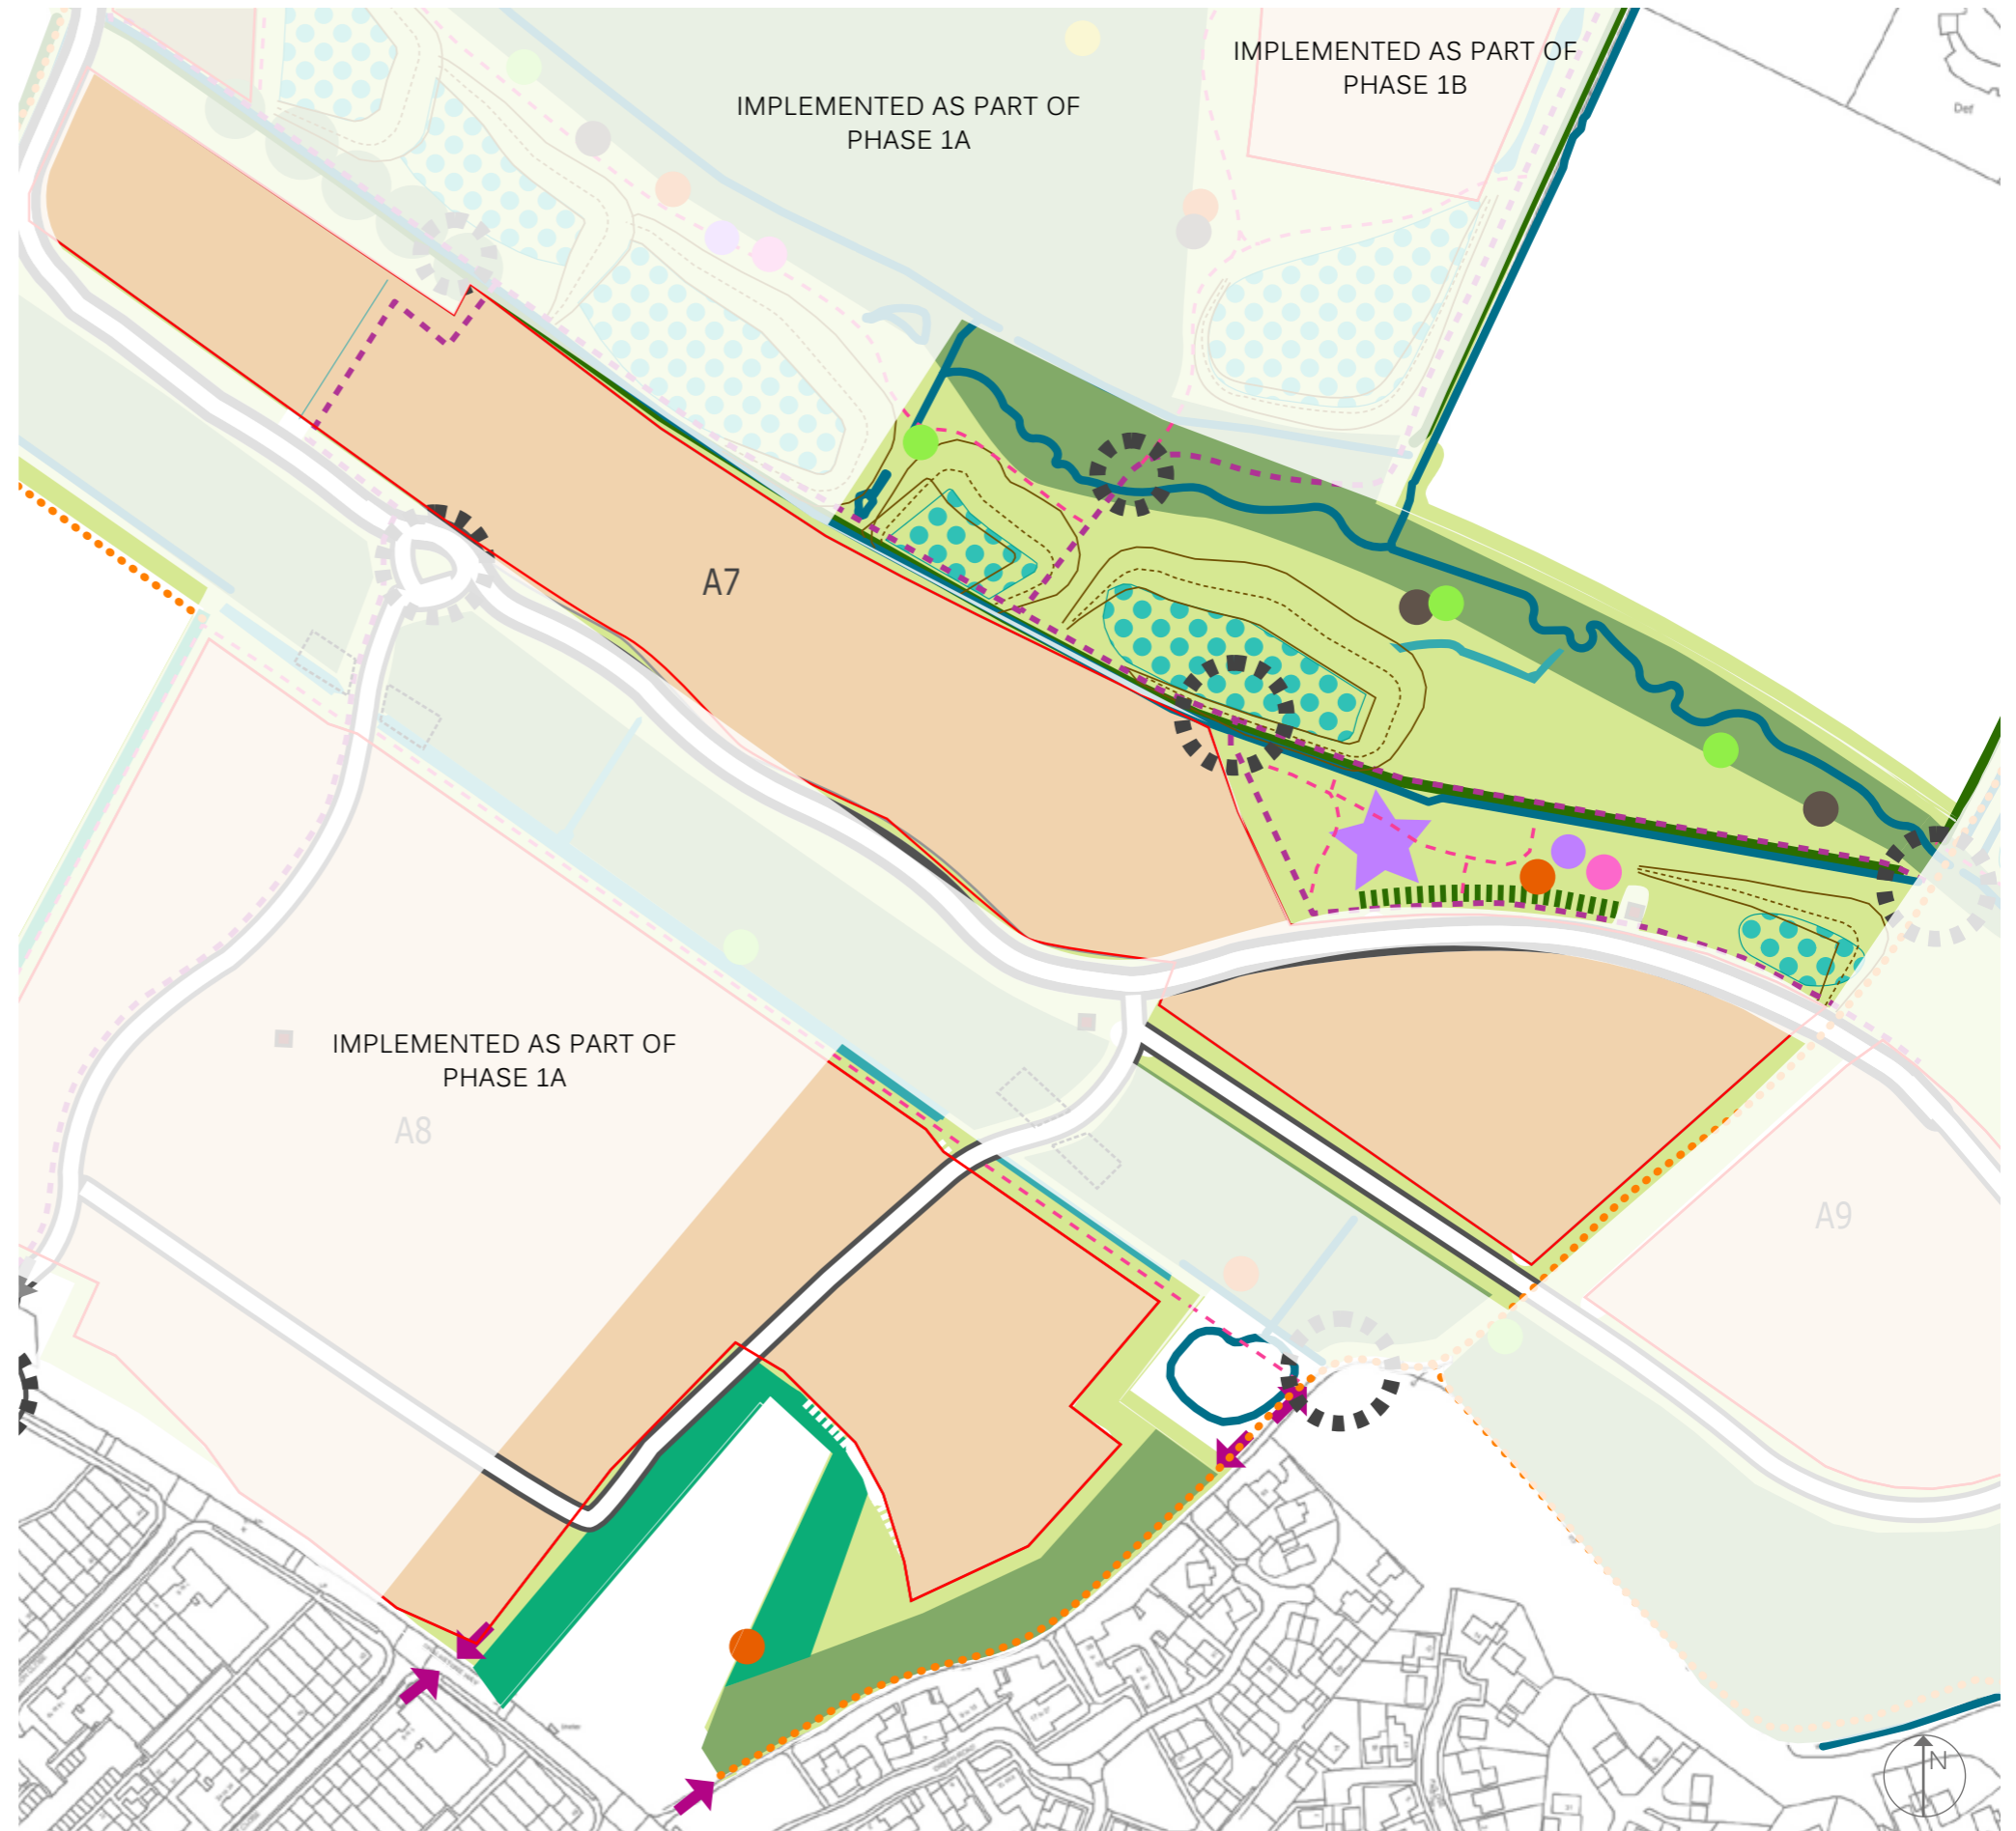 IMPLEMENTED AS PART OF
PHASE 1B
IMPLEMENTED AS PART OF
PHASE 1A
Def
A7
IMPLEMENTED AS PART OF
PHASE 1A
A8
A9
N